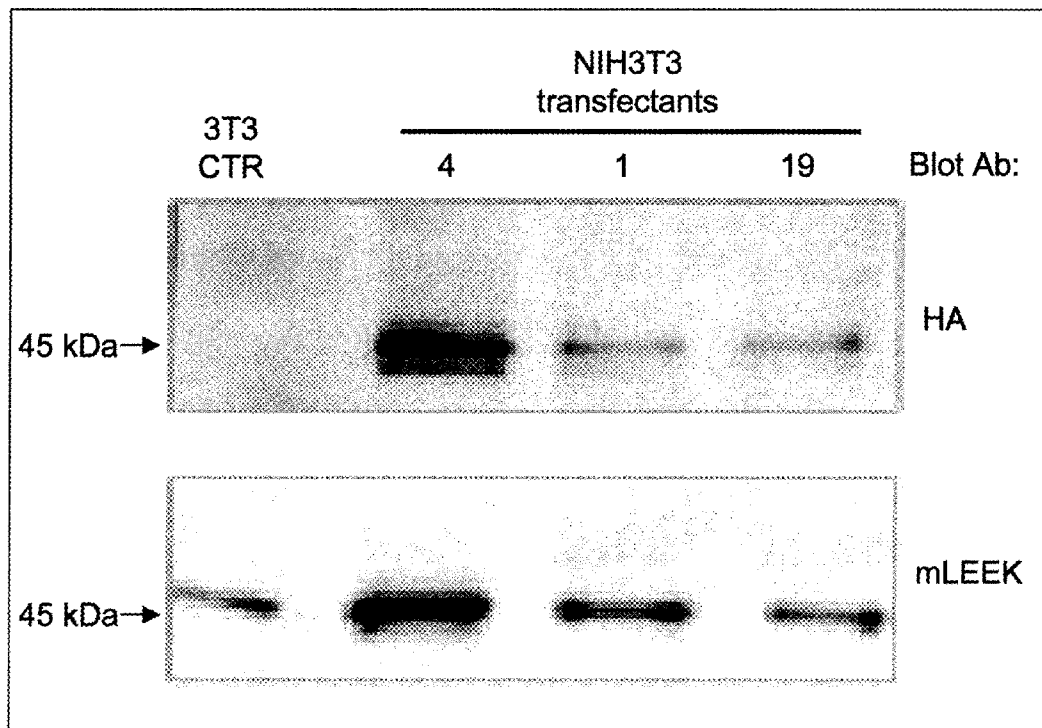 NIH3T3
transfectants
3T3
CTR
4 1 19 Blot Ab:
45 kDa→ HA
45 kDa→ mLEEK